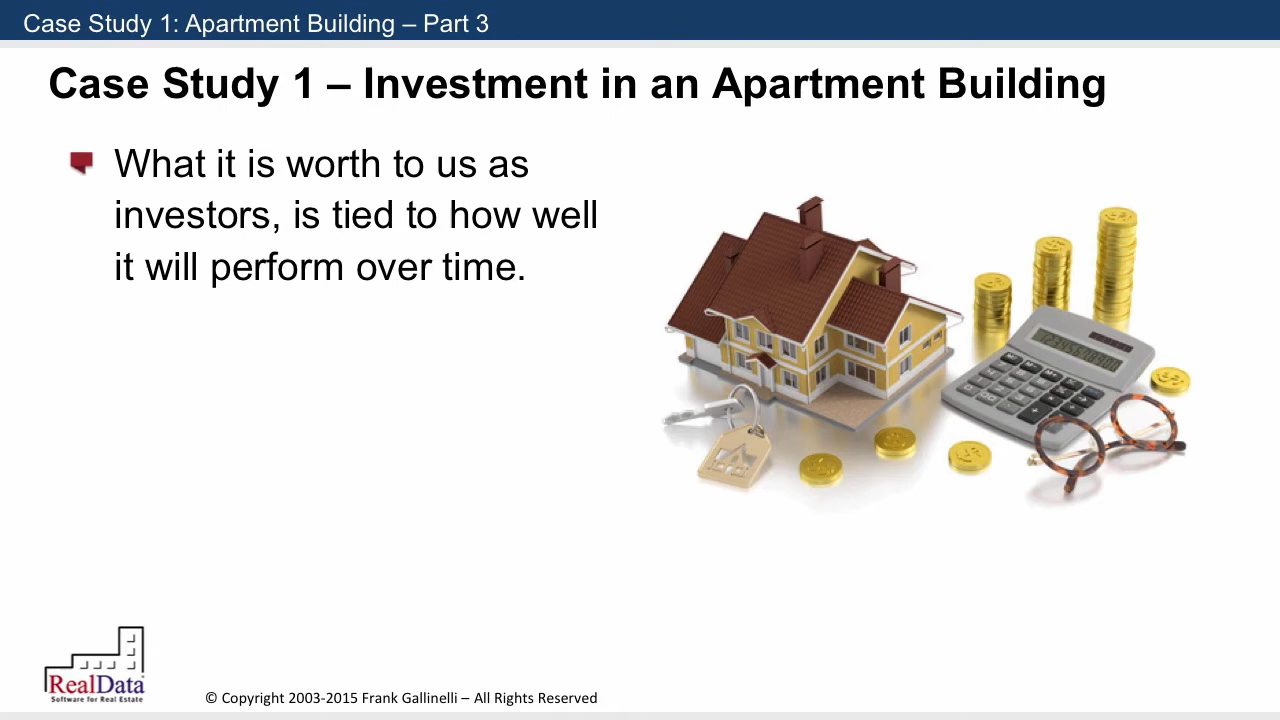 Case Study 1: Apartment Building – Part 3
Case Study 1 – Investment in an Apartment Building
What it is worth to us as
investors, is tied to how well
it will perform over time.
RealData
Software for Real Estate
© Copyright 2003-2015 Frank Gallinelli – All Rights Reserved